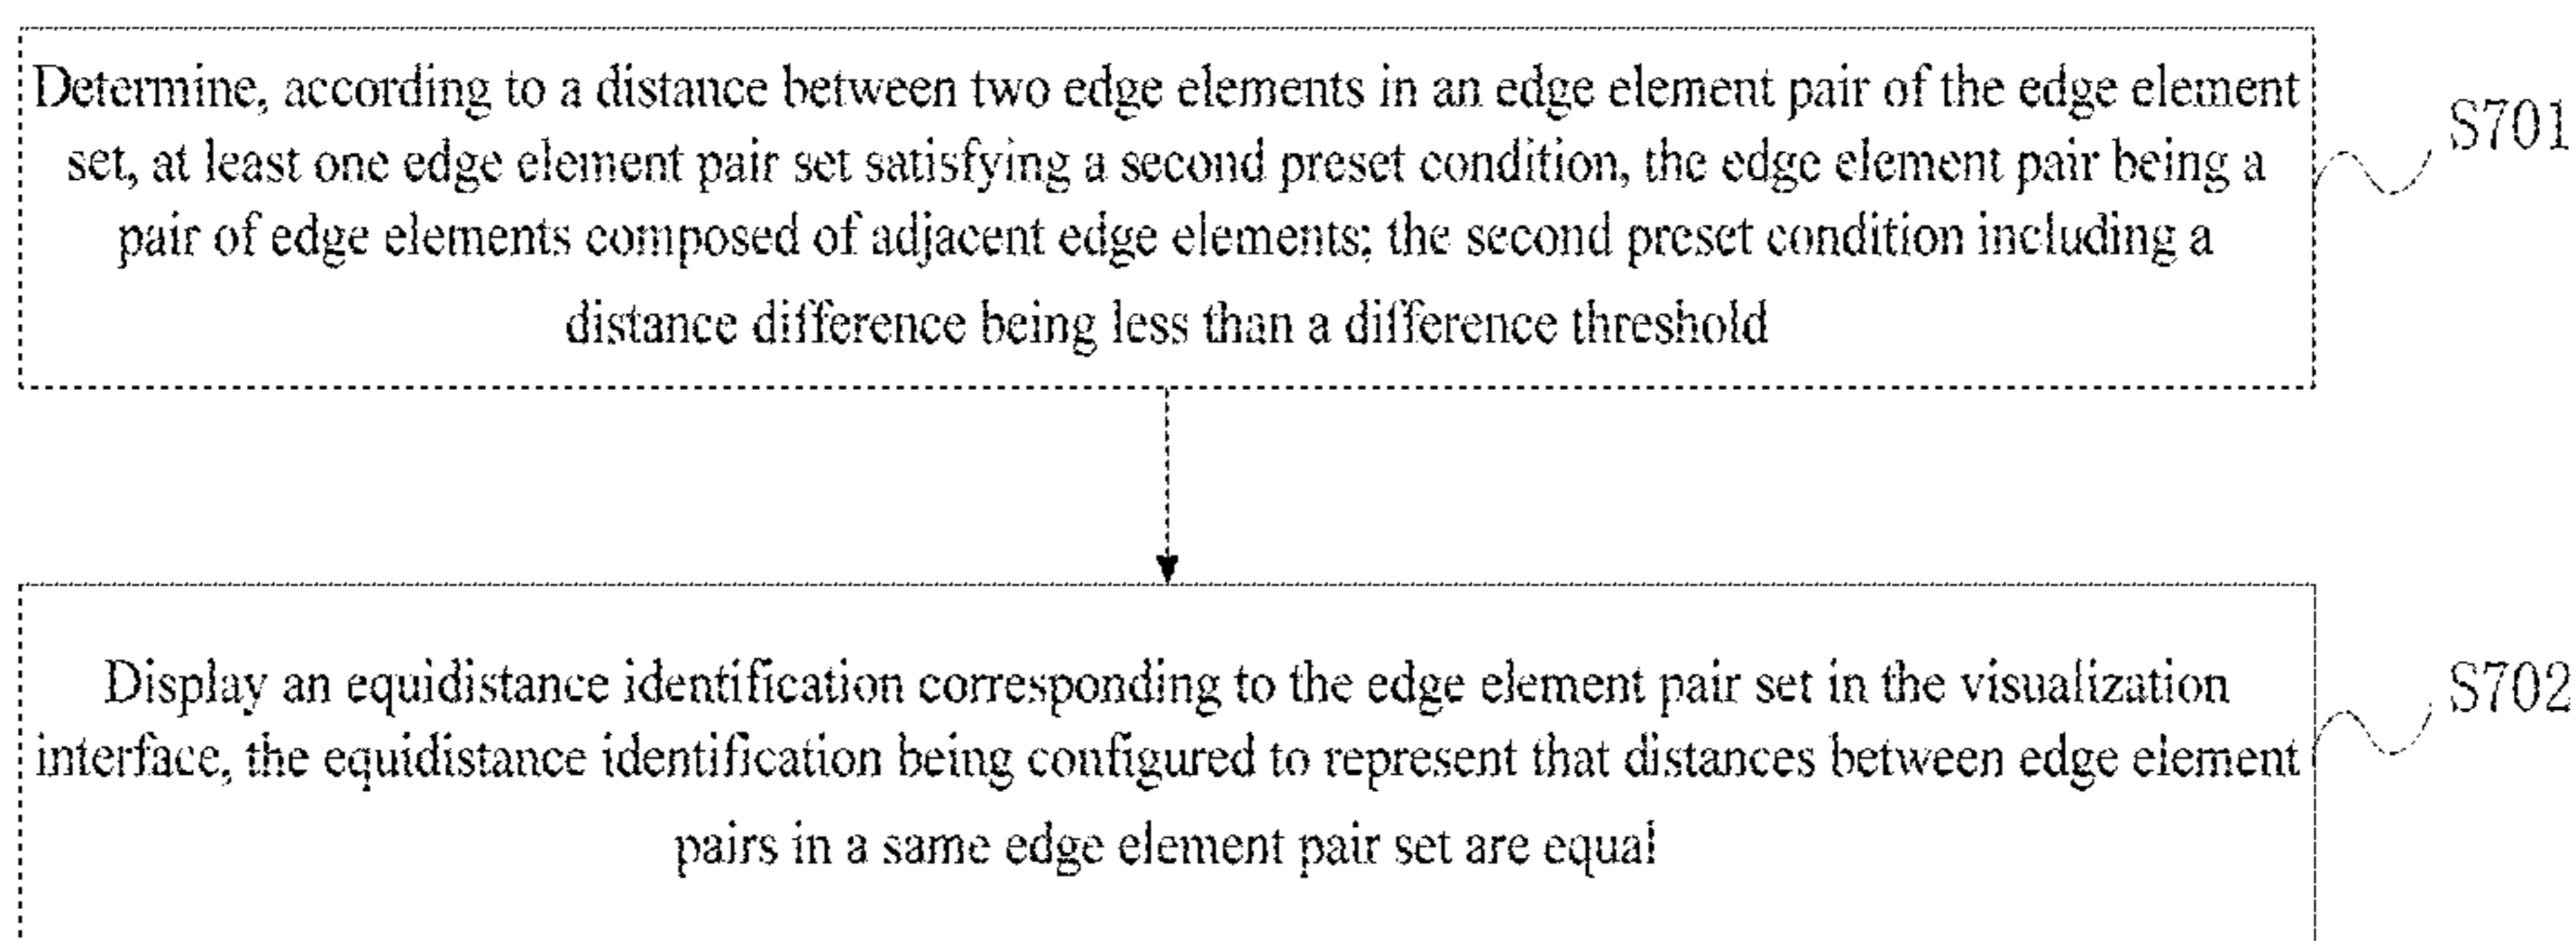 Determine, according to a distance between two edge elements in an edge element pair of the edge element
set, at least one edge element pair set satisfying a second preset condition, the edge element pair being a
pair of edge elements composed of adjacent edge elements; the second preset condition including a
distance difference being less than a difference threshold
S701
Display an equidistance identification corresponding to the edge element pair set in the visualization
interface, the equidistance identification being configured to represent that distances between edge element
pairs in a same edge element pair set are equal
S702